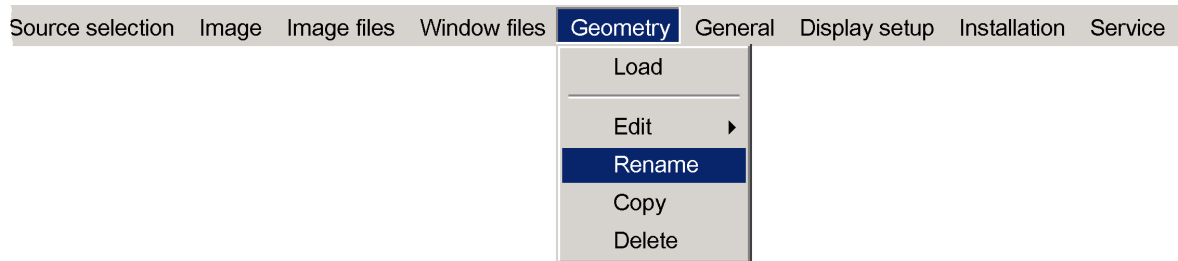 Source selection Image Image files Window files Geometry General Display setup Installation Service
Load
Edit
Rename
Copy
Delete